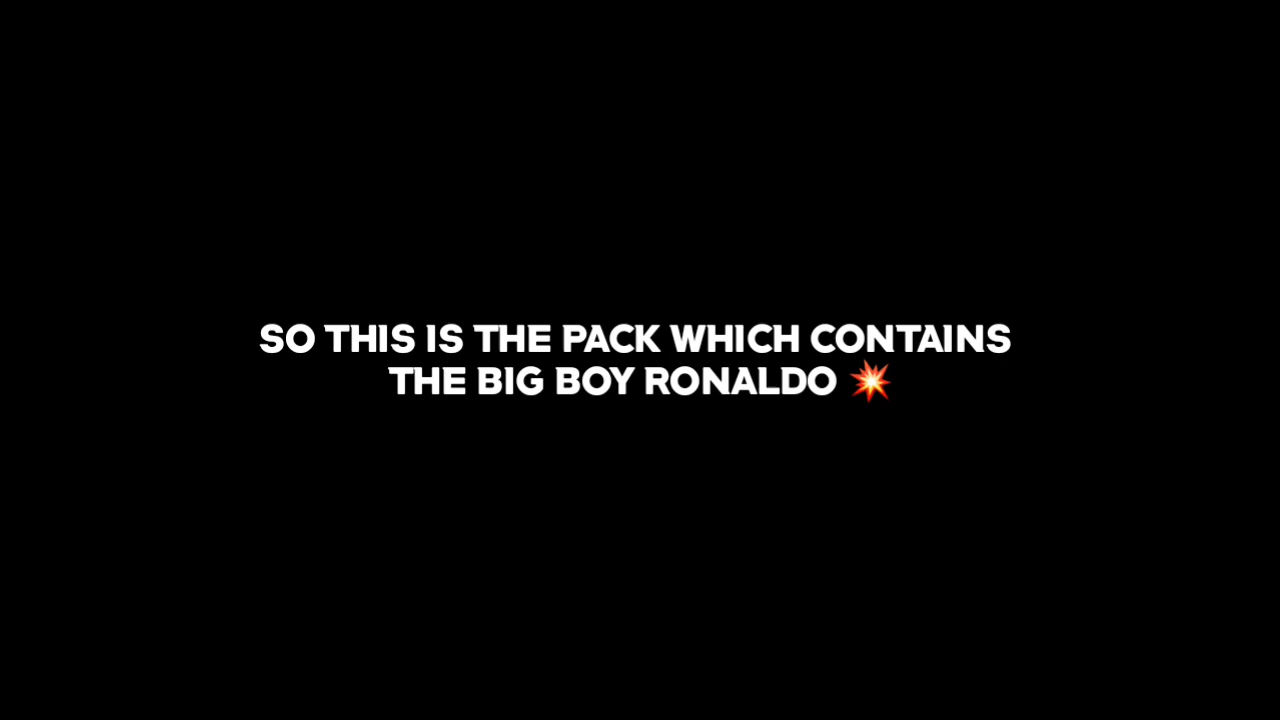 SO THIS IS THE PACK WHICH CONTAINS
THE BIG BOY RONALDO 💥